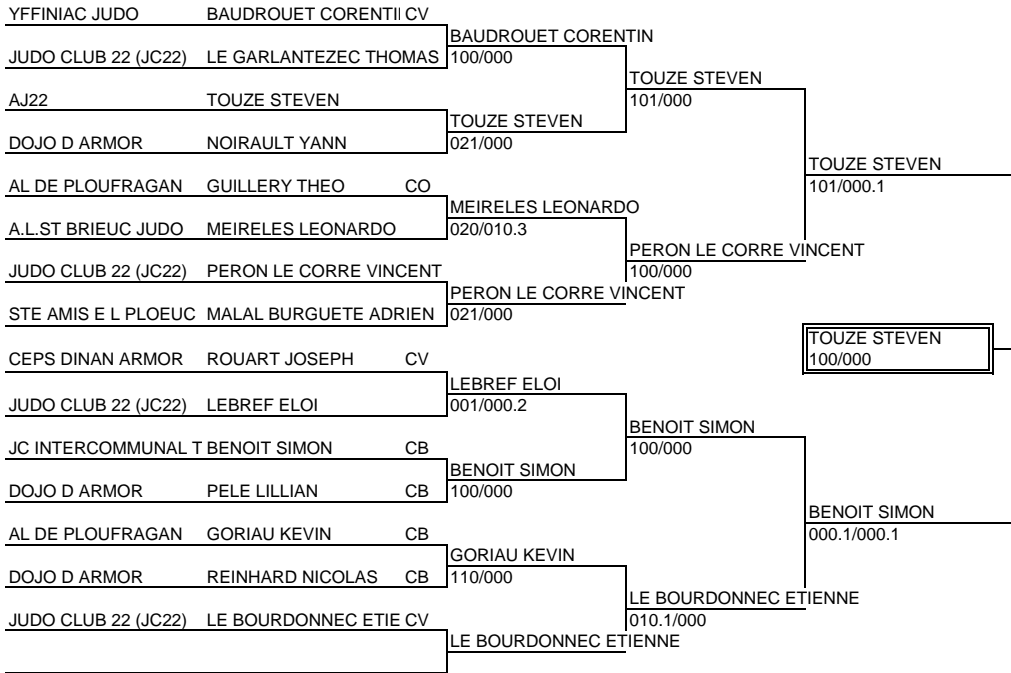 YFFINIAC JUDO BAUDROUET CORENTII CV
BAUDROUET CORENTIN
JUDO CLUB 22 (JC22) LE GARLANTEZEC THOMAS 100/000
TOUZE STEVEN
AJ22 TOUZE STEVEN 101/000
TOUZE STEVEN
DOJO D ARMOR NOIRAULT YANN 021/000
TOUZE STEVEN
AL DE PLOUFRAGAN GUILLERY THEO CO 101/000.1
MEIRELES LEONARDO
A.L.ST BRIEUC JUDO MEIRELES LEONARDO 020/010.3
PERON LE CORRE VINCENT
JUDO CLUB 22 (JC22) PERON LE CORRE VINCENT 100/000
PERON LE CORRE VINCENT
STE AMIS E L PLOEUC MALAL BURGUETE ADRIEN 021/000
TOUZE STEVEN
CEPS DINAN ARMOR ROUART JOSEPH CV 100/000
LEBREF ELOI
JUDO CLUB 22 (JC22) LEBREF ELOI 001/000.2
BENOIT SIMON
JC INTERCOMMUNAL T BENOIT SIMON CB 100/000
BENOIT SIMON
DOJO D ARMOR PELE LILLIAN CB 100/000
BENOIT SIMON
AL DE PLOUFRAGAN GORIAU KEVIN CB 000.1/000.1
GORIAU KEVIN
DOJO D ARMOR REINHARD NICOLAS CB 110/000
LE BOURDONNEC ETIENNE
JUDO CLUB 22 (JC22) LE BOURDONNEC ETIE CV 010.1/000
LE BOURDONNEC ETIENNE